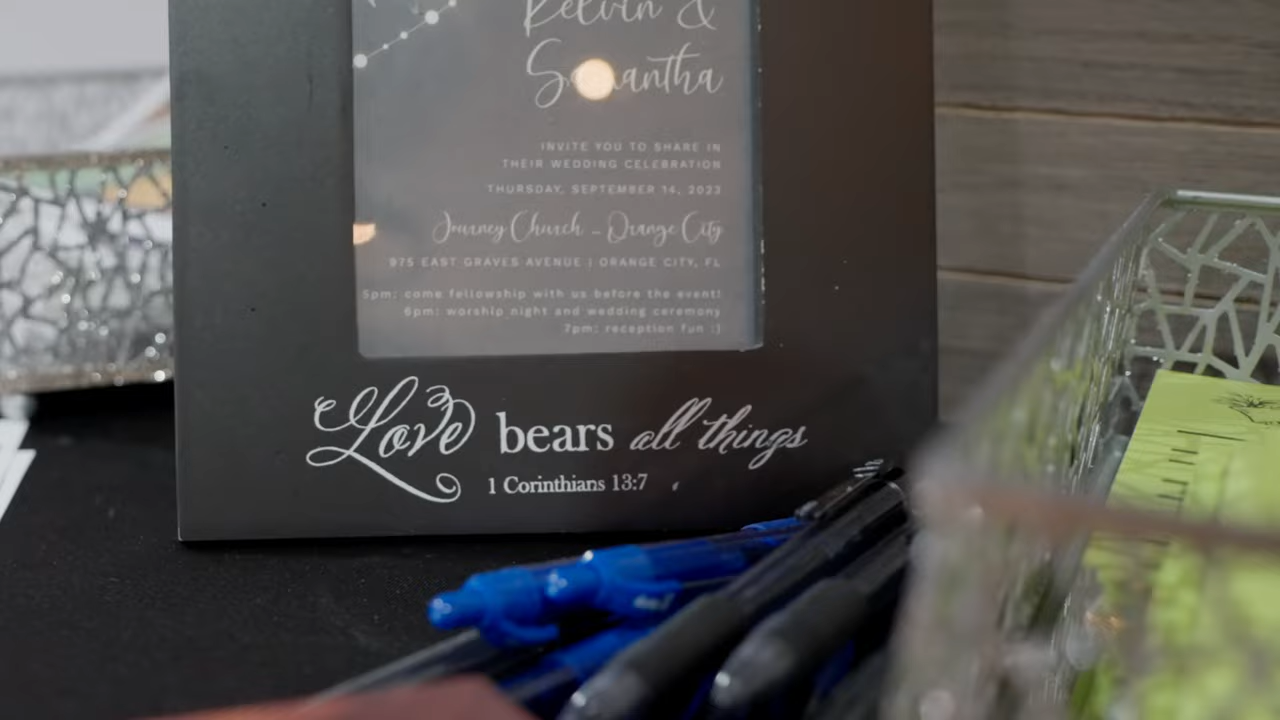 Kelvin &
Samantha
INVITE YOU TO SHARE IN
THEIR WEDDING CELEBRATION
THURSDAY, SEPTEMBER 14, 2023
Journey Church - Orange City
975 EAST GRAVES AVENUE | ORANGE CITY, FL
5pm: come fellowship with us before the event!
6pm: worship night and wedding ceremony
7pm: reception fun :)
Love bears all things
1 Corinthians 13:7